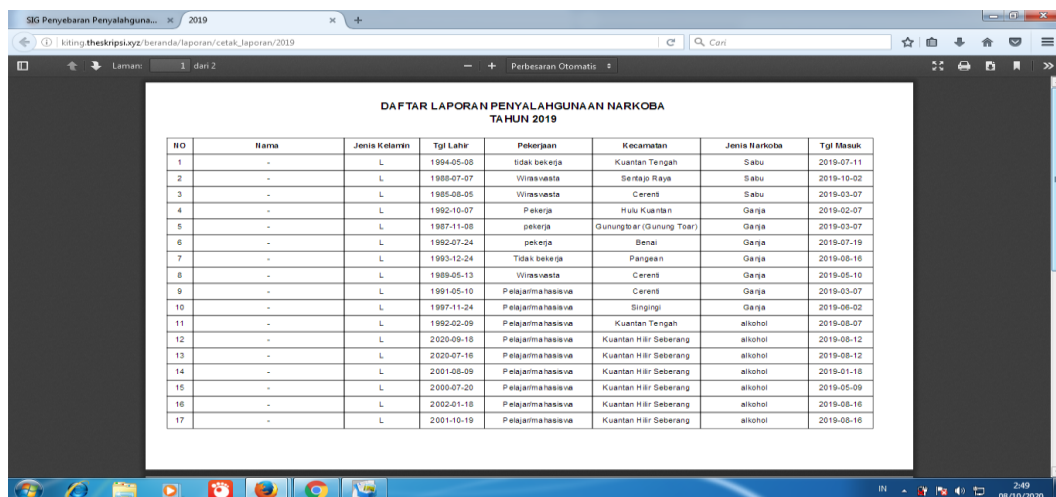 SIG Penyebaran Penyalahguna...
2019
kiting.theskripsi.xyz/beranda/laporan/cetak_laporan/2019
Cari
Laman: 1 dari 2 Perbesaran Otomatis
DAFTAR LAPORAN PENYALAHGUNAAN NARKOBA
TAHUN 2019
NO Nama Jenis Kelamin Tgl Lahir Pekerjaan Kecamatan Jenis Narkoba Tgl Masuk
1 - L 1994-05-08 tidak bekerja Kuantan Tengah Sabu 2019-07-11
2 - L 1988-07-07 Wiraswasta Sentajo Raya Sabu 2019-10-02
3 - L 1985-08-05 Wiraswasta Cerenti Sabu 2019-03-07
4 - L 1992-10-07 Pekerja Hulu Kuantan Ganja 2019-02-07
5 - L 1987-11-08 pekerja Gunungtoar (Gunung Toar) Ganja 2019-03-07
6 - L 1992-07-24 pekerja Benai Ganja 2019-07-19
7 - L 1993-12-24 Tidak bekerja Pangean Ganja 2019-08-16
8 - L 1989-05-13 Wiraswasta Cerenti Ganja 2019-05-10
9 - L 1991-05-10 Pelajar/mahasiswa Cerenti Ganja 2019-03-07
10 - L 1997-11-24 Pelajar/mahasiswa Singingi Ganja 2019-06-02
11 - L 1992-02-09 Pelajar/mahasiswa Kuantan Tengah alkohol 2019-08-07
12 - L 2020-09-18 Pelajar/mahasiswa Kuantan Hilir Seberang alkohol 2019-08-12
13 - L 2020-07-16 Pelajar/mahasiswa Kuantan Hilir Seberang alkohol 2019-08-12
14 - L 2001-08-09 Pelajar/mahasiswa Kuantan Hilir Seberang alkohol 2019-01-18
15 - L 2000-07-20 Pelajar/mahasiswa Kuantan Hilir Seberang alkohol 2019-05-09
16 - L 2002-01-18 Pelajar/mahasiswa Kuantan Hilir Seberang alkohol 2019-08-16
17 - L 2001-10-19 Pelajar/mahasiswa Kuantan Hilir Seberang alkohol 2019-08-16
IN 2:49
08/10/2020